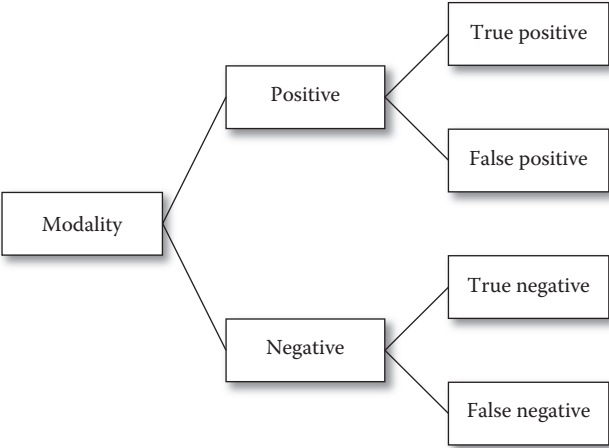 True positive
Positive
False positive
Modality
True negative
Negative
False negative